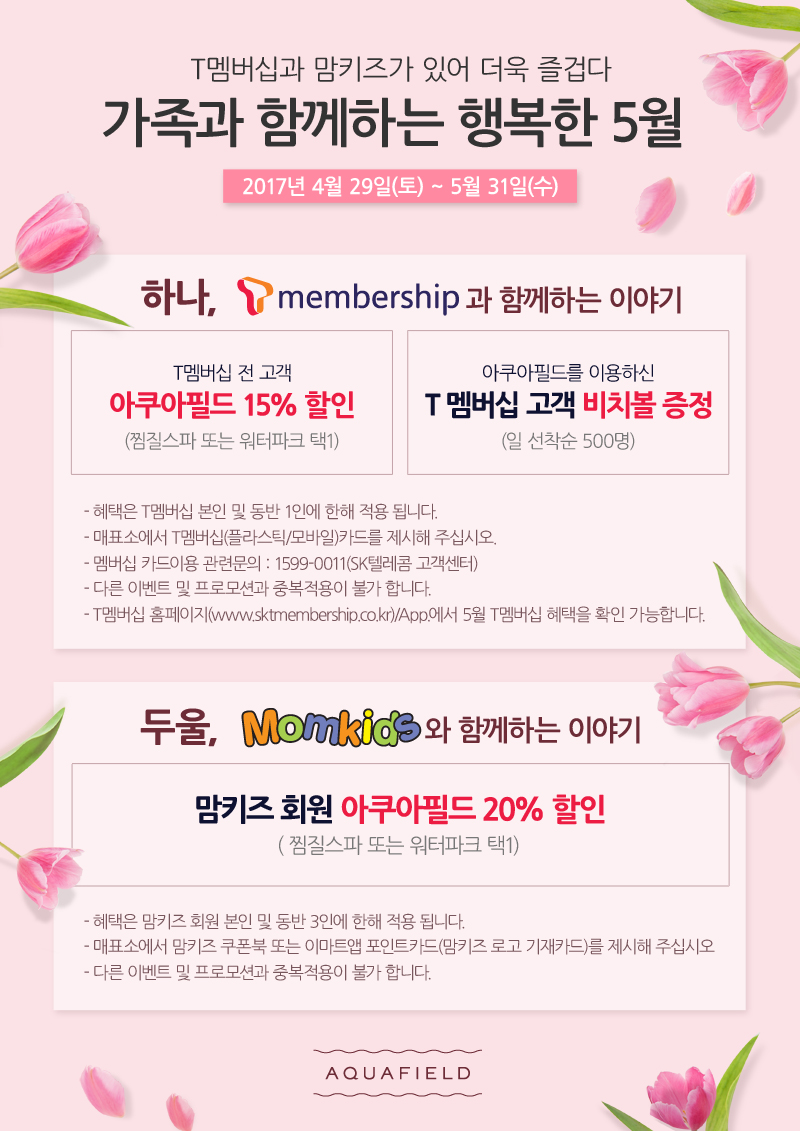 T멤버십과 맘키즈가 있어 더욱 즐겁다
가족과 함께하는 행복한 5월
2017년 4월 29일(토) ~ 5월 31일(수)
하나, T membership 과 함께하는 이야기
T멤버십 전 고객
아쿠아필드 15% 할인
(찜질스파 또는 워터파크 택1)
아쿠아필드를 이용하신
T 멤버십 고객 비치볼 증정
(일 선착순 500명)
- 혜택은 T멤버십 본인 및 동반 1인에 한해 적용 됩니다.
- 매표소에서 T멤버십(플라스틱/모바일)카드를 제시해 주십시오.
- 멤버십 카드이용 관련문의 : 1599-0011(SK텔레콤 고객센터)
- 다른 이벤트 및 프로모션과 중복적용이 불가 합니다.
- T멤버십 홈페이지(www.sktmembership.co.kr)/App.에서 5월 T멤버십 혜택을 확인 가능합니다.
두울, Momkids 와 함께하는 이야기
맘키즈 회원 아쿠아필드 20% 할인
( 찜질스파 또는 워터파크 택1)
- 혜택은 맘키즈 회원 본인 및 동반 3인에 한해 적용 됩니다.
- 매표소에서 맘키즈 쿠폰북 또는 이마트앱 포인트카드(맘키즈 로고 기재카드)를 제시해 주십시오
- 다른 이벤트 및 프로모션과 중복적용이 불가 합니다.
AQUAFIELD